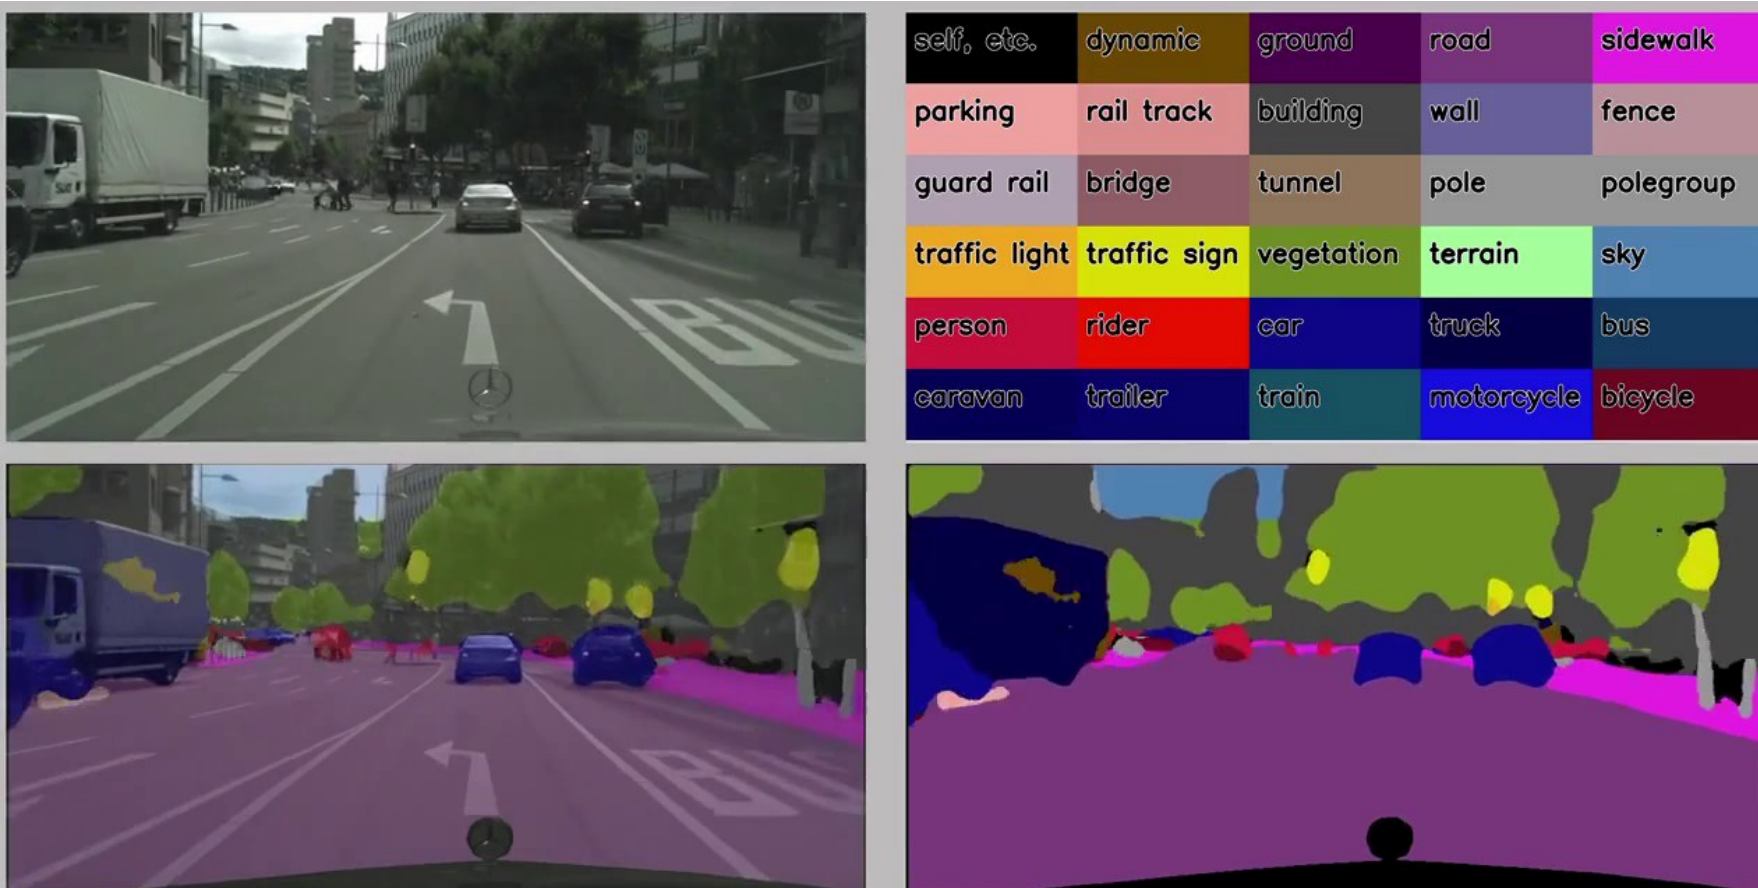 self, etc. dynamic ground road sidewalk
parking rail track building wall fence
guard rail bridge tunnel pole polegroup
traffic light traffic sign vegetation terrain sky
person rider car truck bus
caravan trailer train motorcycle bicycle
BUS
BUS